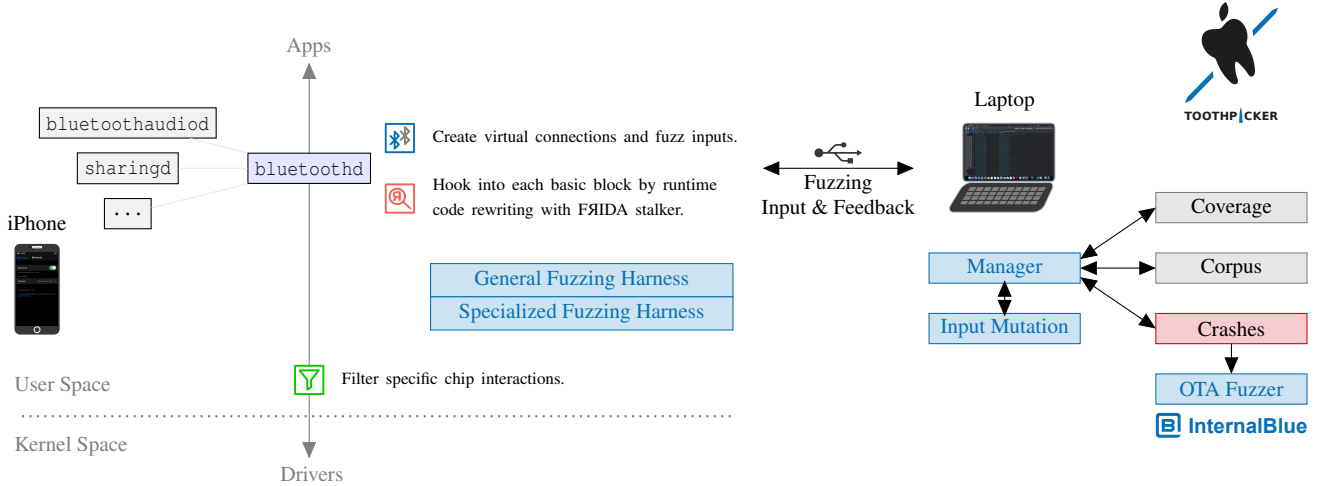 Apps
bluetoothaudiod
sharingd
...
bluetoothd
iPhone
Create virtual connections and fuzz inputs.
Hook into each basic block by runtime
code rewriting with FЯIDA stalker.
General Fuzzing Harness
Specialized Fuzzing Harness
Filter specific chip interactions.
User Space
Kernel Space
Drivers
Fuzzing
Input & Feedback
Laptop
TOOTHPICKER
Manager
Input Mutation
Coverage
Corpus
Crashes
OTA Fuzzer
InternalBlue